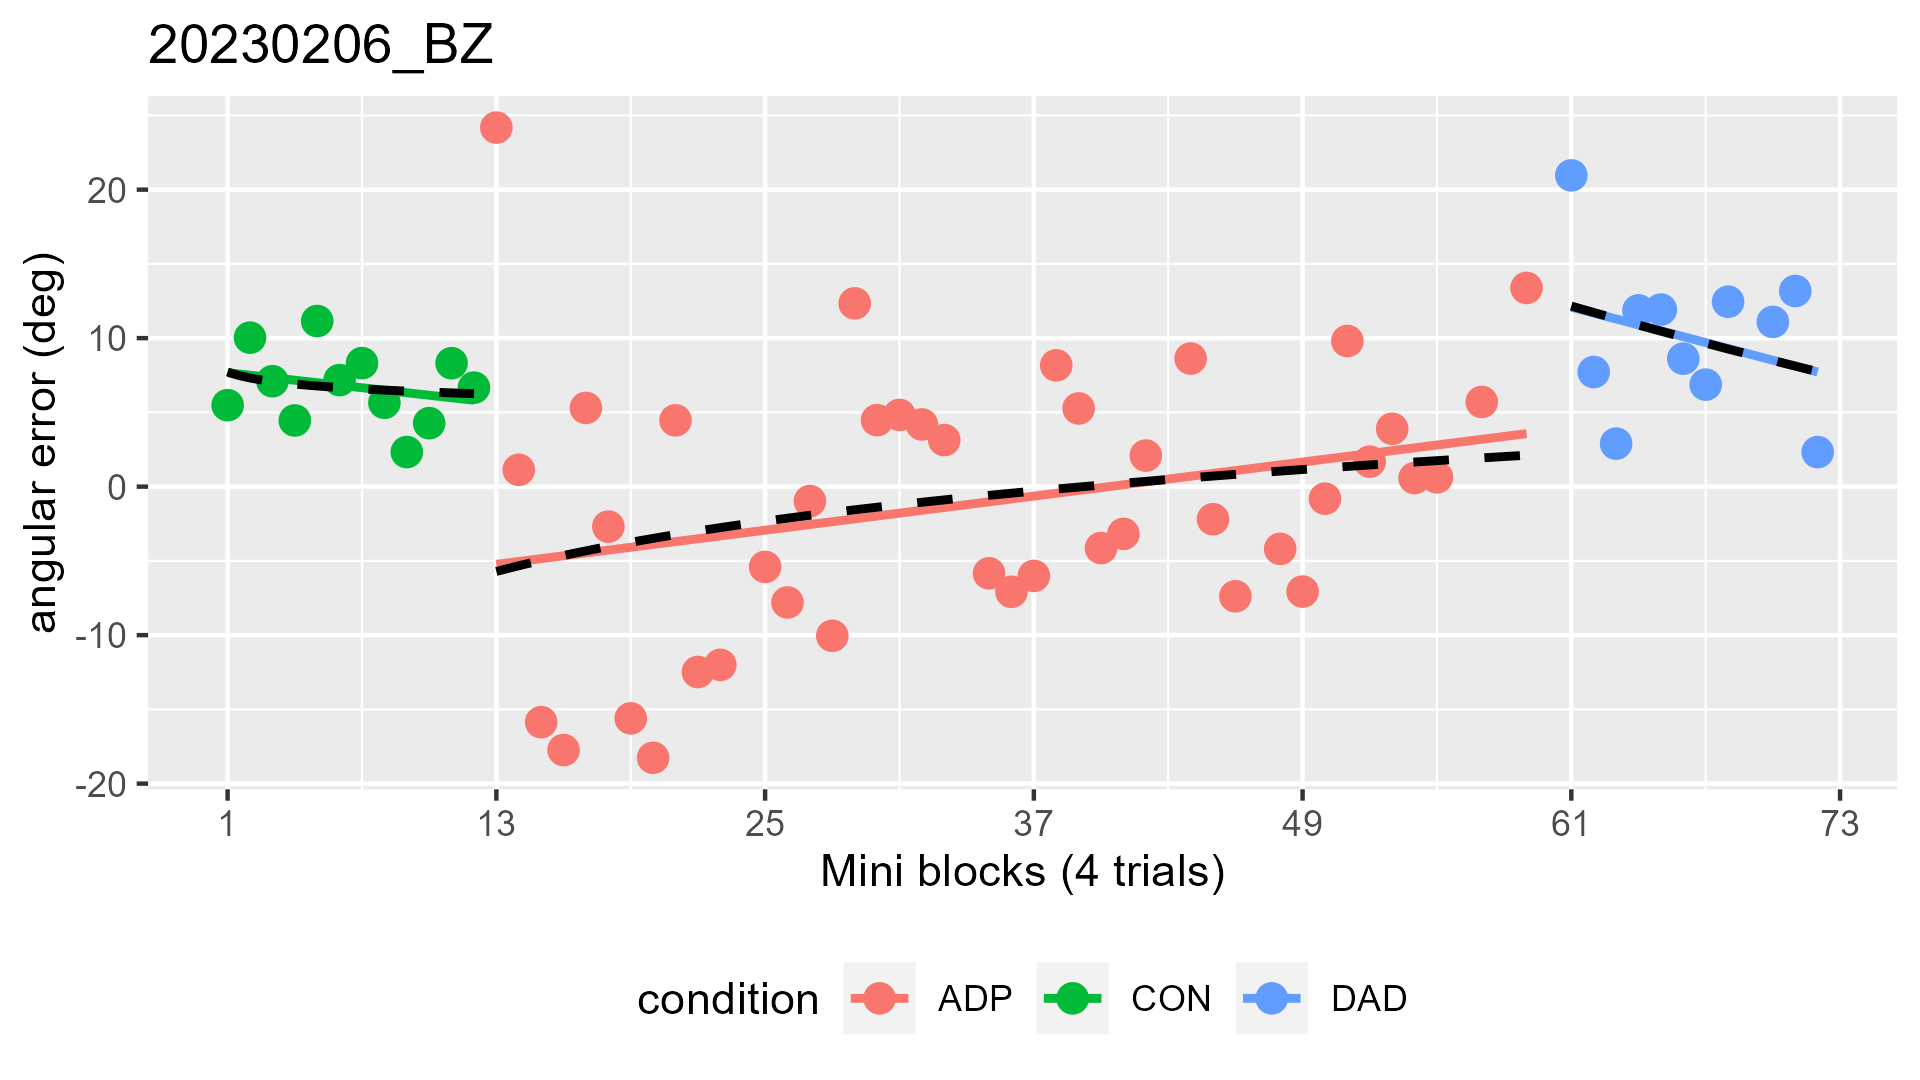 20230206_BZ
angular error (deg)
20
10
0
-10
-20
1 13 25 37 49 61 73
Mini blocks (4 trials)
condition ADP CON DAD